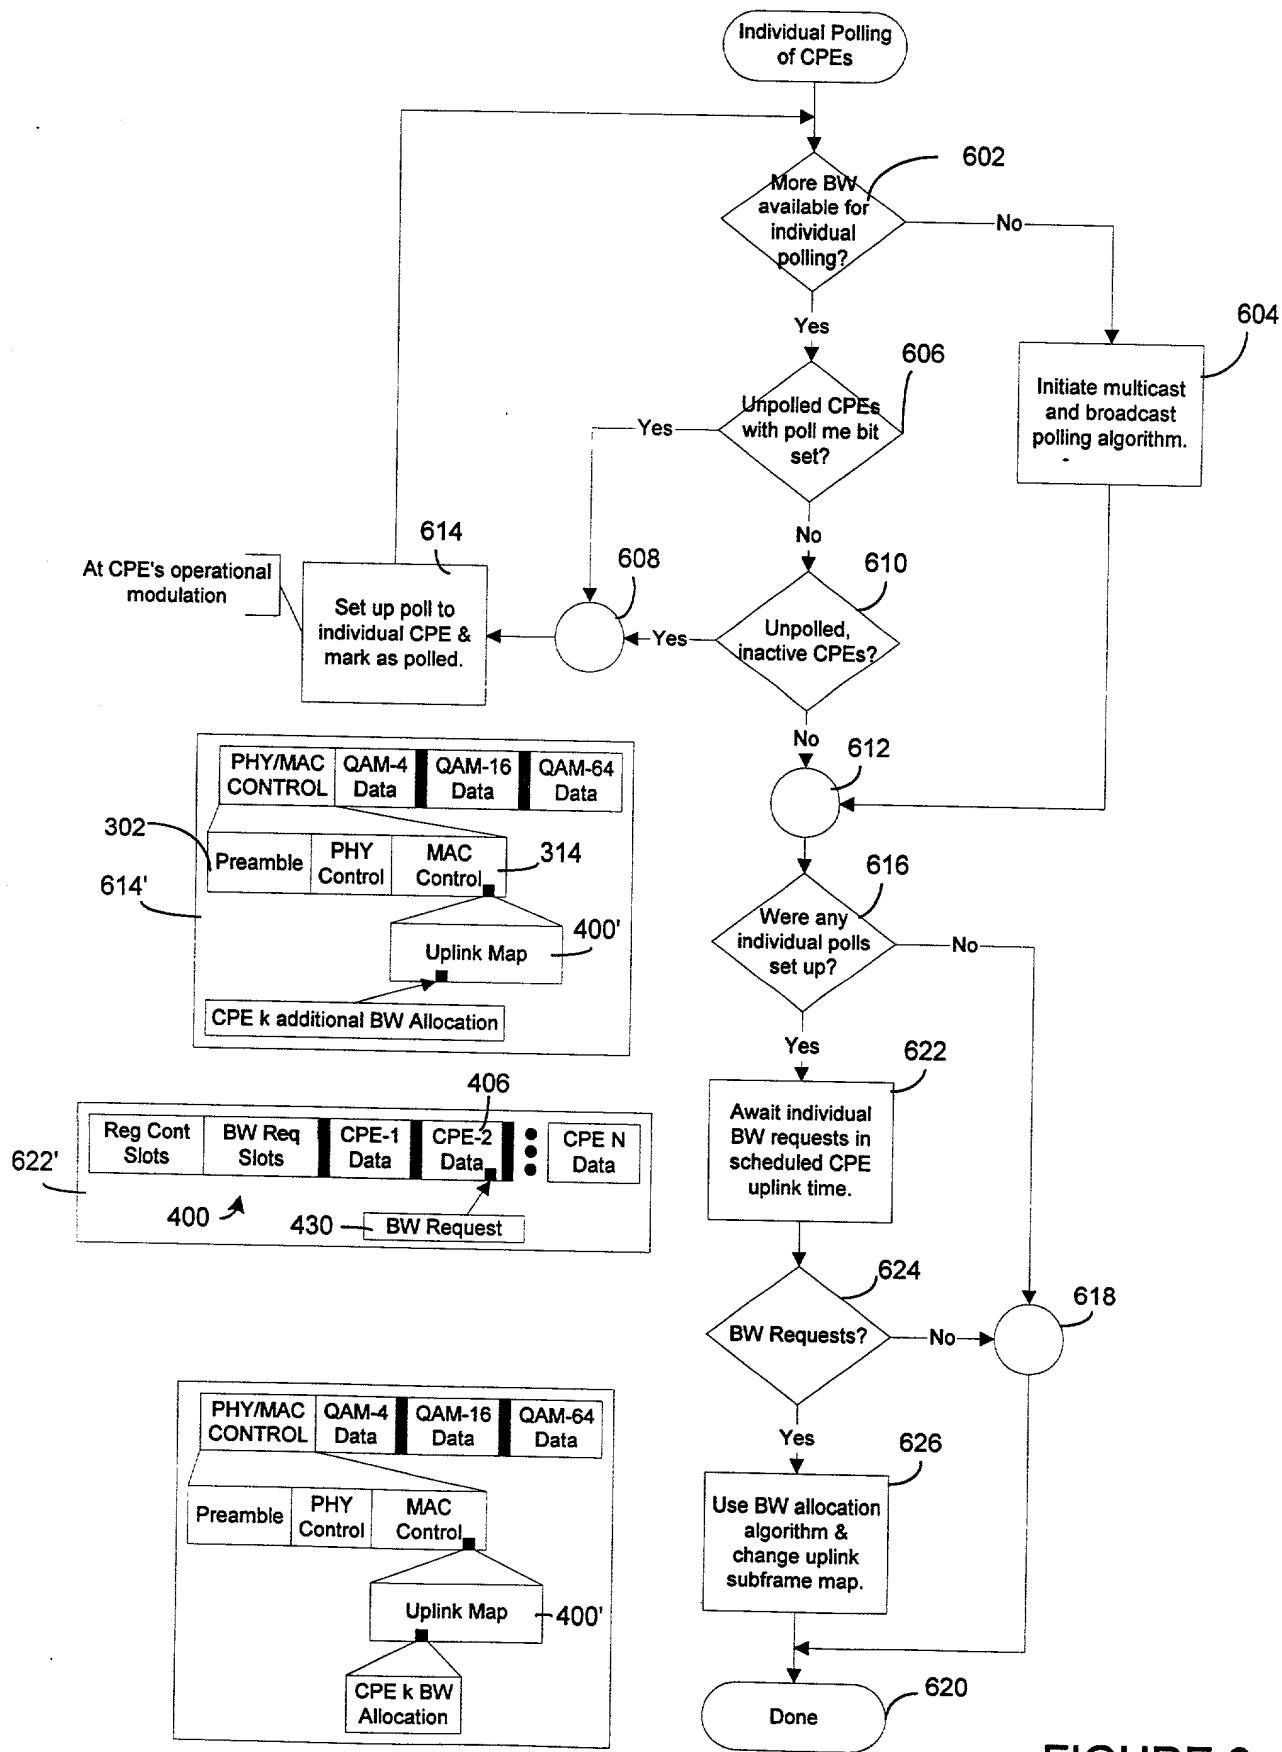 Individual Polling
of CPEs
602
More BW
available for
individual
polling?
No
Yes
604
606
Initiate multicast
and broadcast
polling algorithm.
Unpolled CPEs
with poll me bit
set?
Yes
No
614
608
610
At CPE's operational
modulation
Set up poll to
individual CPE &
mark as polled.
Yes
Unpolled,
inactive CPEs?
No
612
PHY/MAC
CONTROL
QAM-4
Data
QAM-16
Data
QAM-64
Data
302
Preamble
PHY
Control
MAC
Control
314
614'
Uplink Map
400'
CPE k additional BW Allocation
616
Were any
individual polls
set up?
No
Yes
622
406
Reg Cont
Slots
BW Req
Slots
CPE-1
Data
CPE-2
Data
CPE N
Data
622'
400
430
BW Request
Await individual
BW requests in
scheduled CPE
uplink time.
624
618
BW Requests?
No
Yes
PHY/MAC
CONTROL
QAM-4
Data
QAM-16
Data
QAM-64
Data
Preamble
PHY
Control
MAC
Control
Uplink Map
400'
CPE k BW
Allocation
626
Use BW allocation
algorithm &
change uplink
subframe map.
620
Done